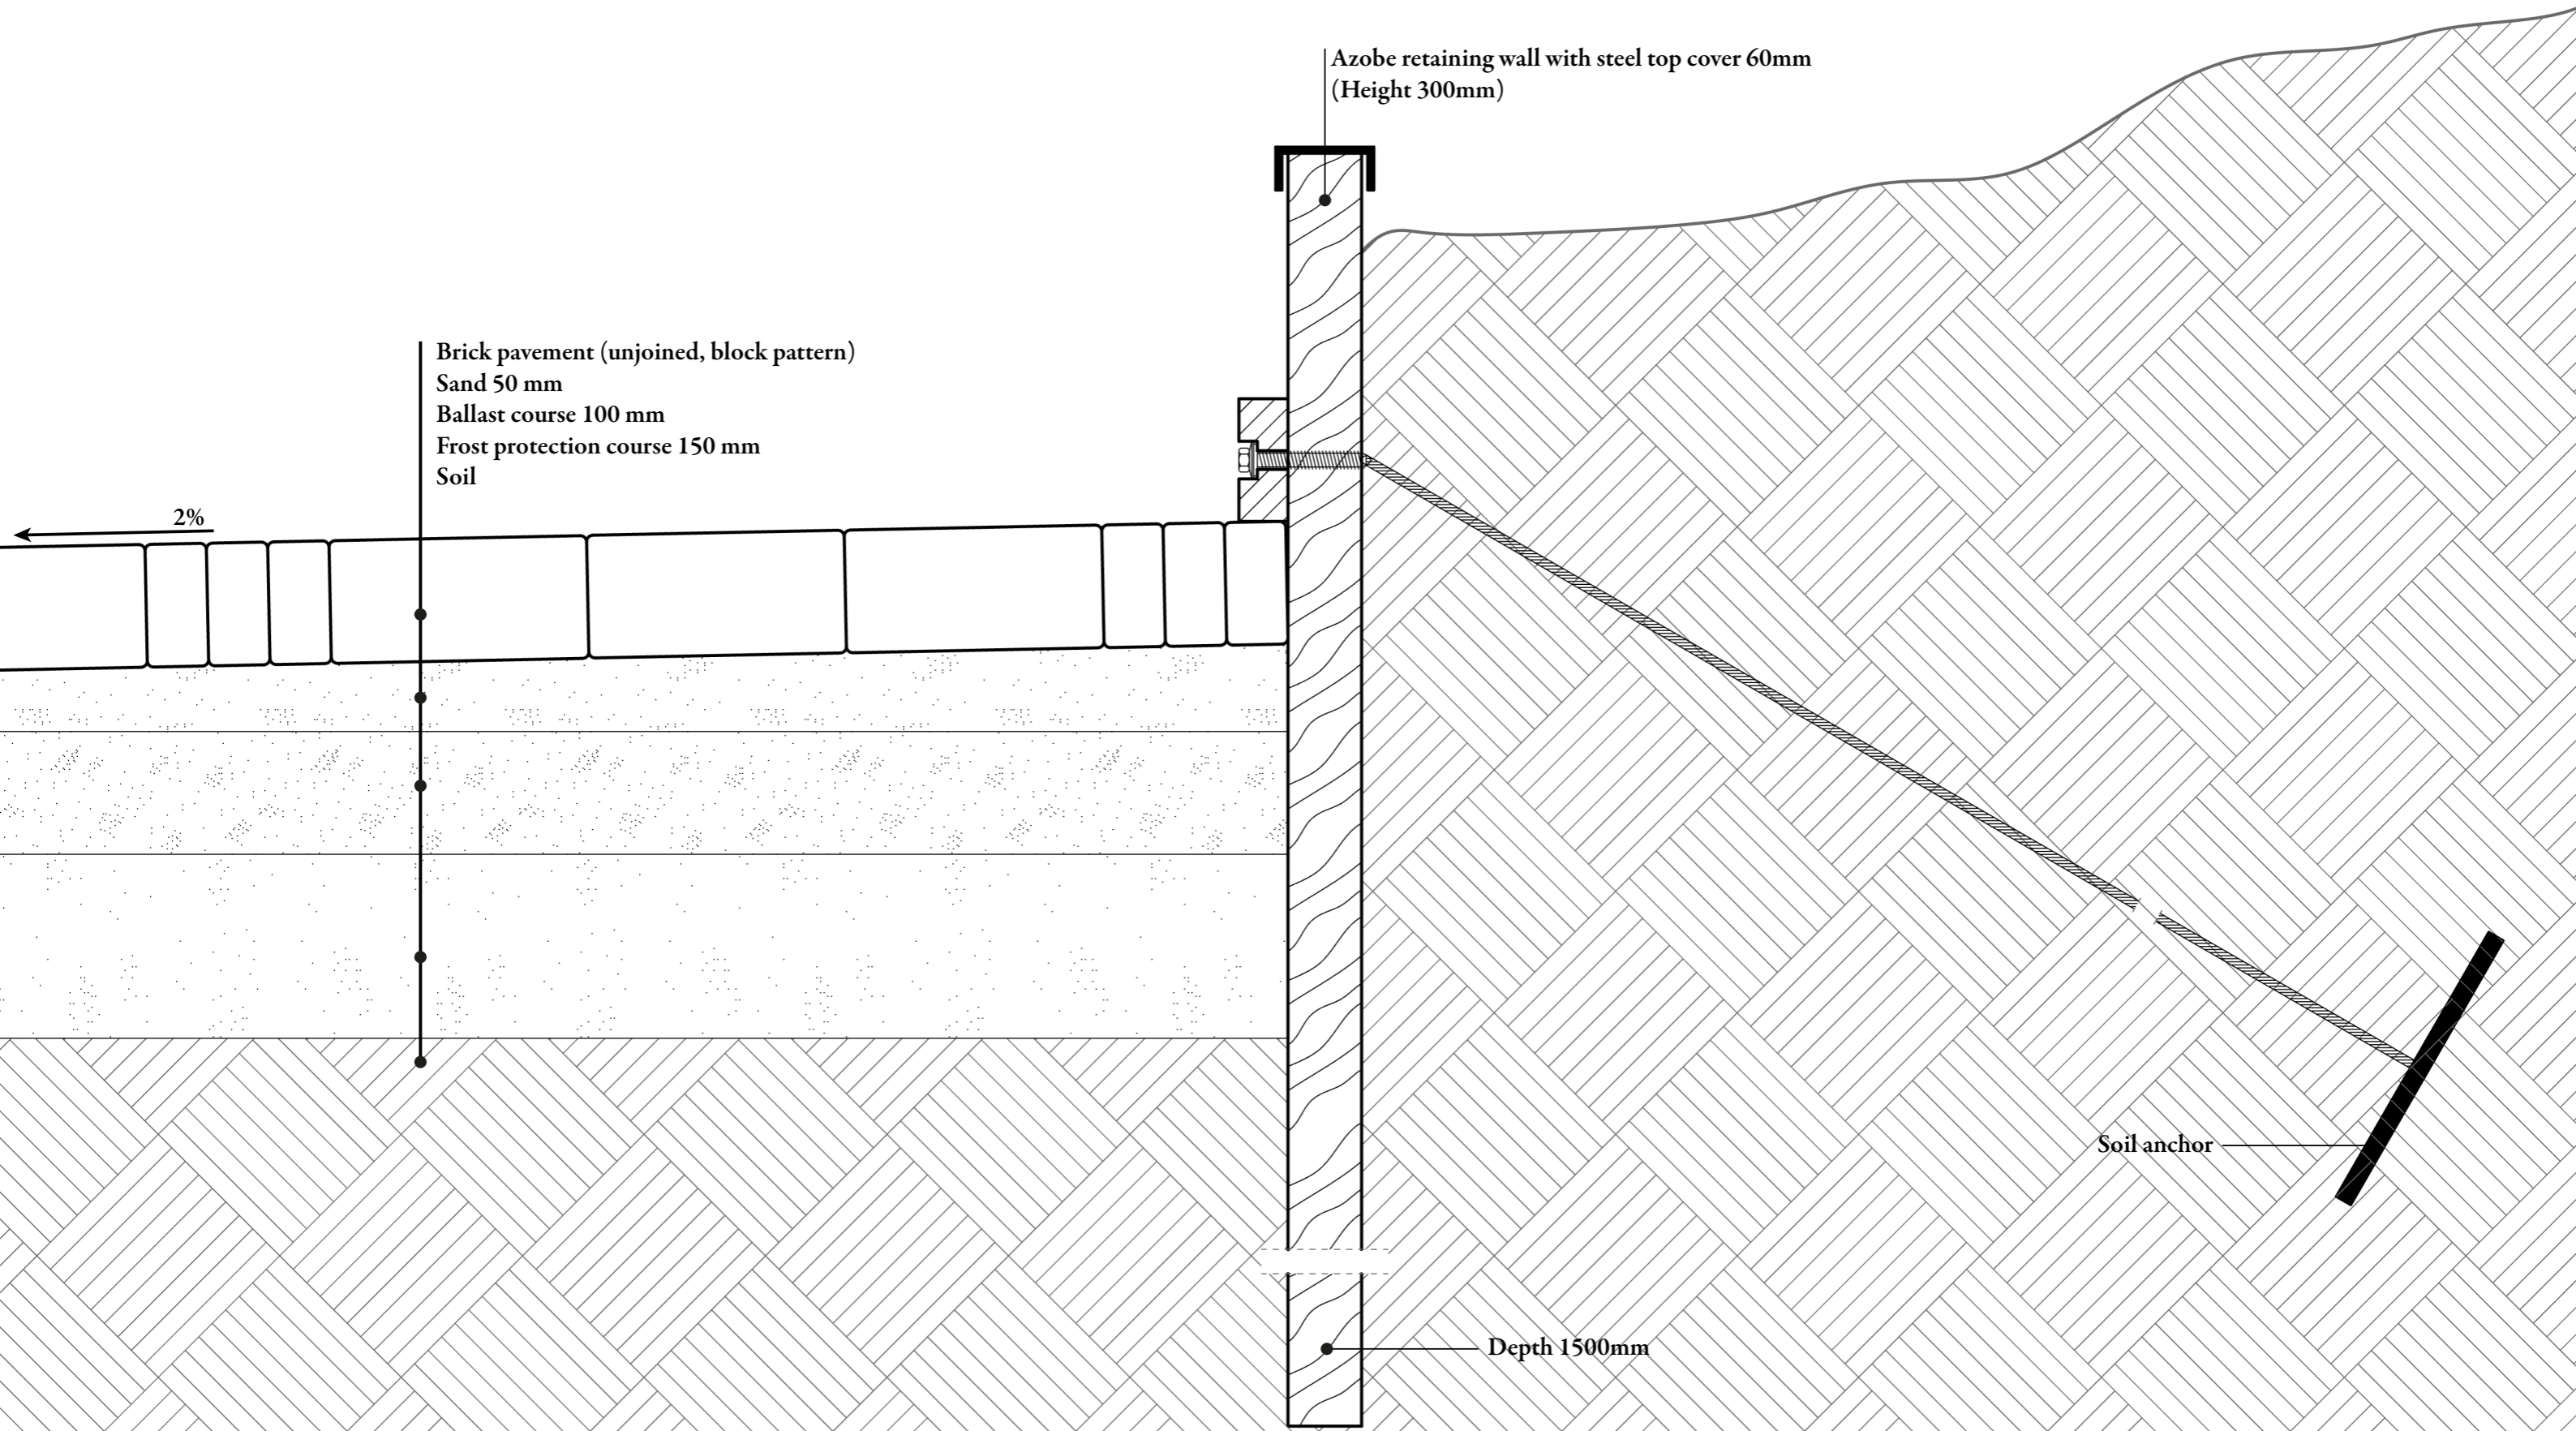 Azobe retaining wall with steel top cover 60mm
(Height 300mm)
Brick pavement (unjoined, block pattern)
Sand 50 mm
Ballast course 100 mm
Frost protection course 150 mm
Soil
2%
Soil anchor
Depth 1500mm